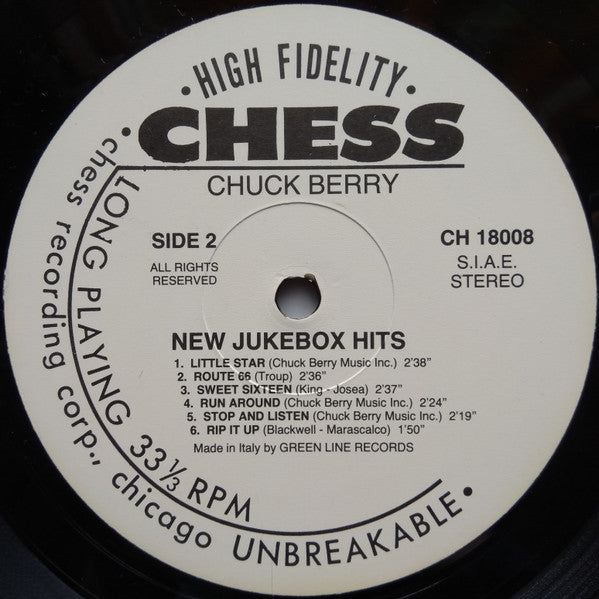 • HIGH FIDELITY •
CHESS
CHUCK BERRY
SIDE 2
ALL RIGHTS
RESERVED
CH 18008
S.I.A.E.
STEREO
NEW JUKEBOX HITS
1. LITTLE STAR (Chuck Berry Music Inc.) 2'38"
2. ROUTE 66 (Troup) 2'36"
3. SWEET SIXTEEN (King - Josea) 2'37"
4. RUN AROUND (Chuck Berry Music Inc.) 2'24"
5. STOP AND LISTEN (Chuck Berry Music Inc.) 2'19"
6. RIP IT UP (Blackwell - Marascalco) 1'50"
Made in Italy by GREEN LINE RECORDS
LONG PLAYING 33 1/3 RPM
• chess recording corp., chicago UNBREAKABLE •